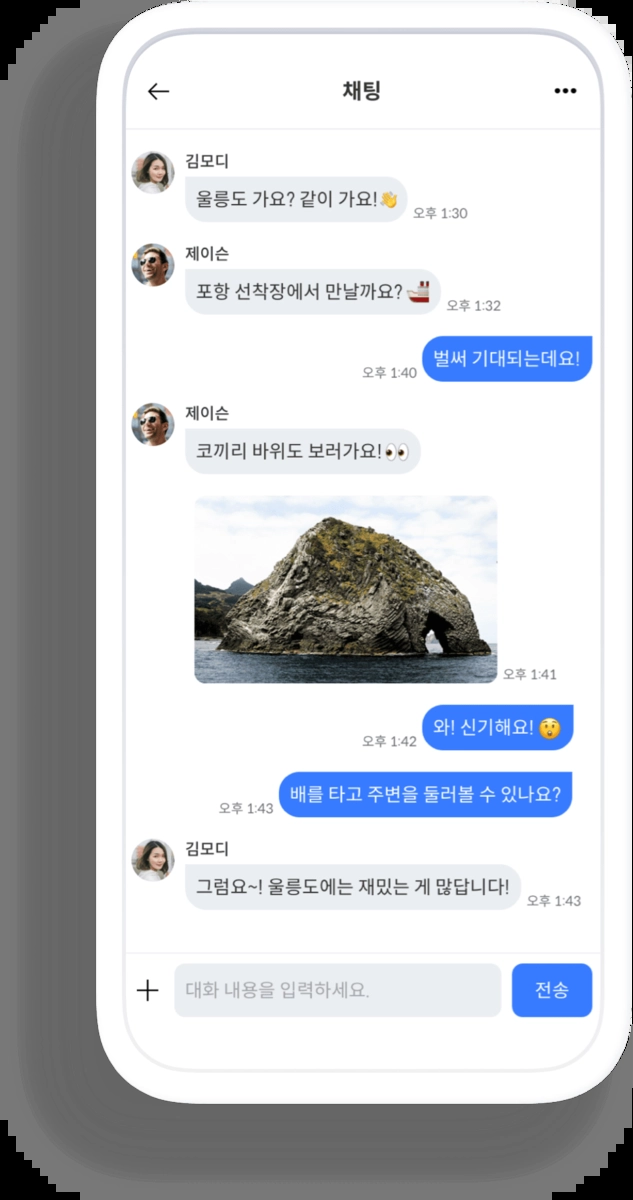 채팅
김모디
울릉도 가요? 같이 가요!👋
오후 1:30
제이슨
포항 선착장에서 만날까요? 🚢
오후 1:32
벌써 기대되는데요!
오후 1:40
제이슨
코끼리 바위도 보러가요!👀
오후 1:41
와! 신기해요! 😲
오후 1:42
배를 타고 주변을 둘러볼 수 있나요?
오후 1:43
김모디
그럼요~! 울릉도에는 재밌는 게 많답니다!
오후 1:43
대화 내용을 입력하세요.
전송